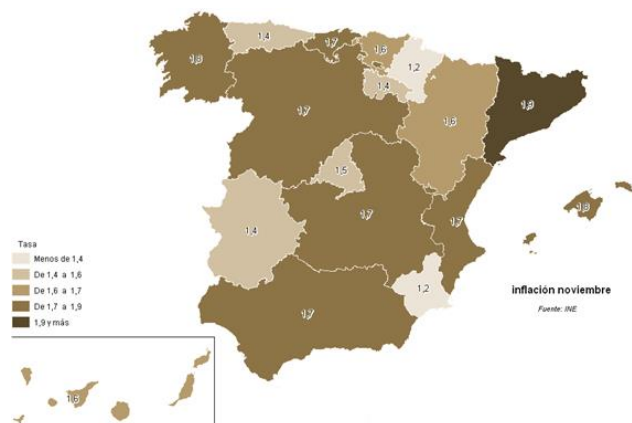 1,4
1,7
1,6
1,8
1,2
1,9
1,4
1,7
1,6
1,5
1,8
1,7
1,7
1,4
Tasa
Menos de 1,4
De 1,4 a 1,6
De 1,6 a 1,7
De 1,7 a 1,9
1,9 y más
1,2
inflación noviembre
Fuente: INE
1,7
1,6